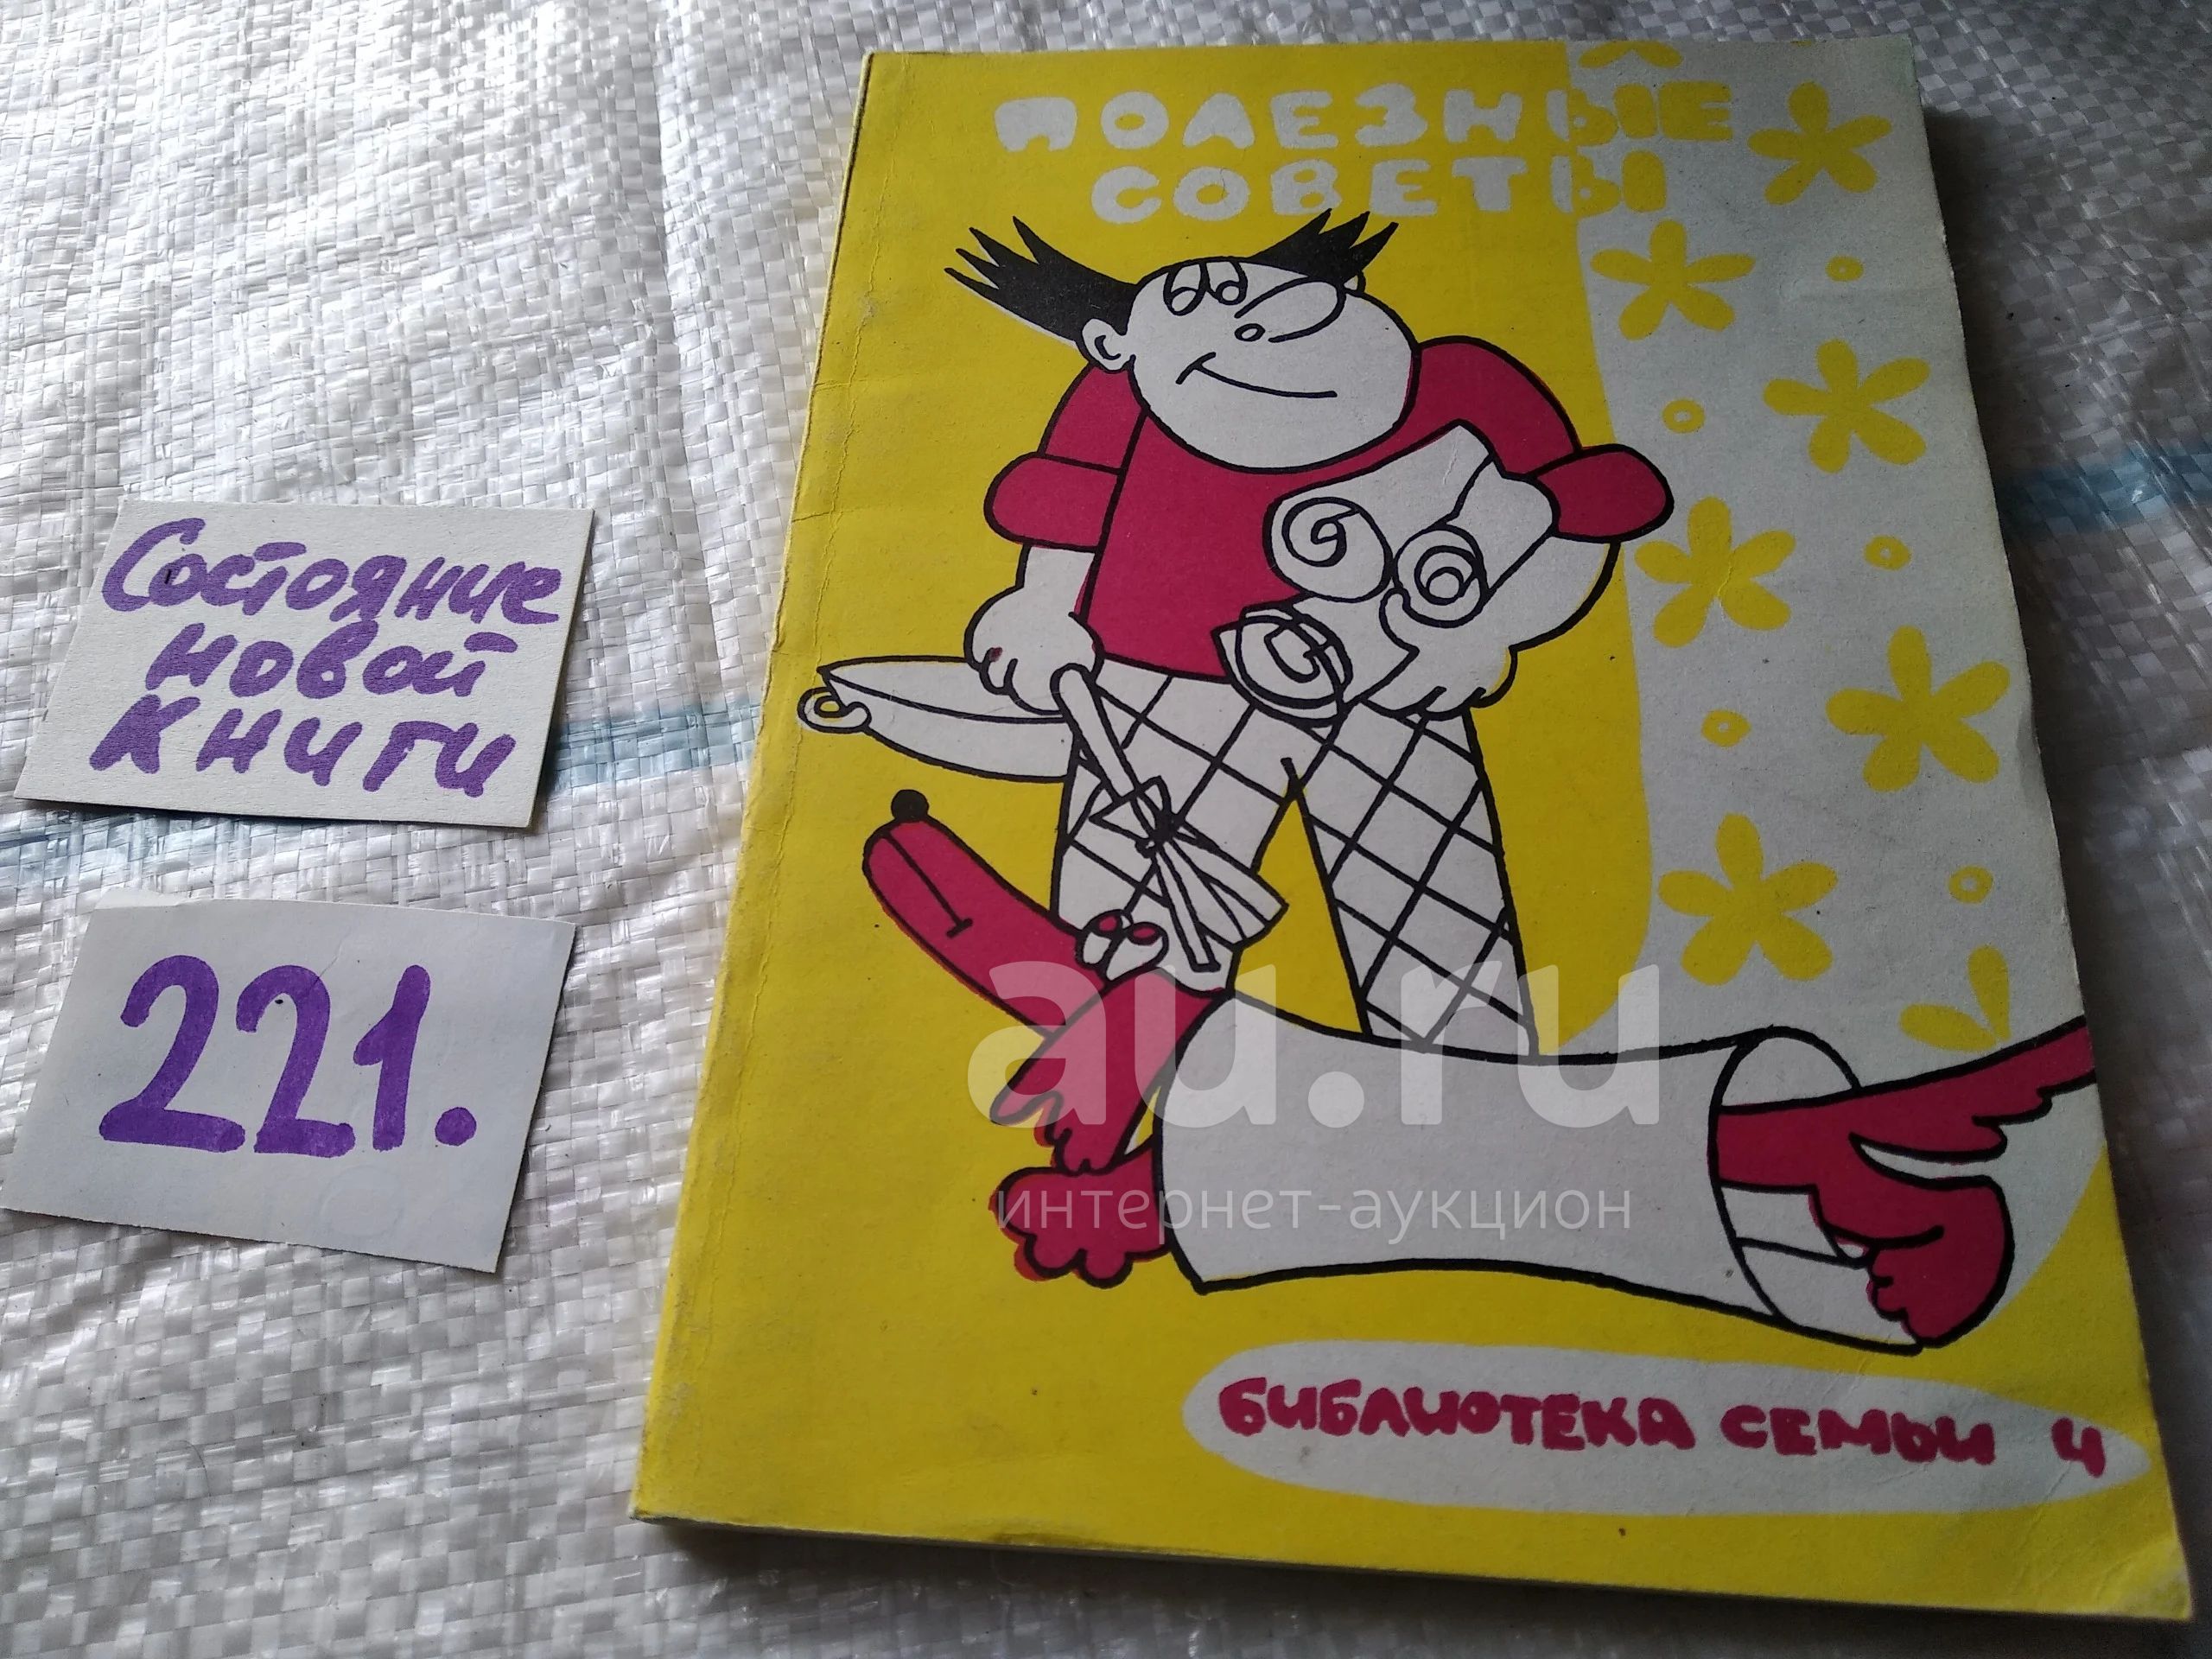 ПОЛЕЗНЫЕ
СОВЕТЫ
Состояние
новой
книги
221.
au.ru
интернет-аукцион
БИБЛИОТЕКА СЕМЬИ 4